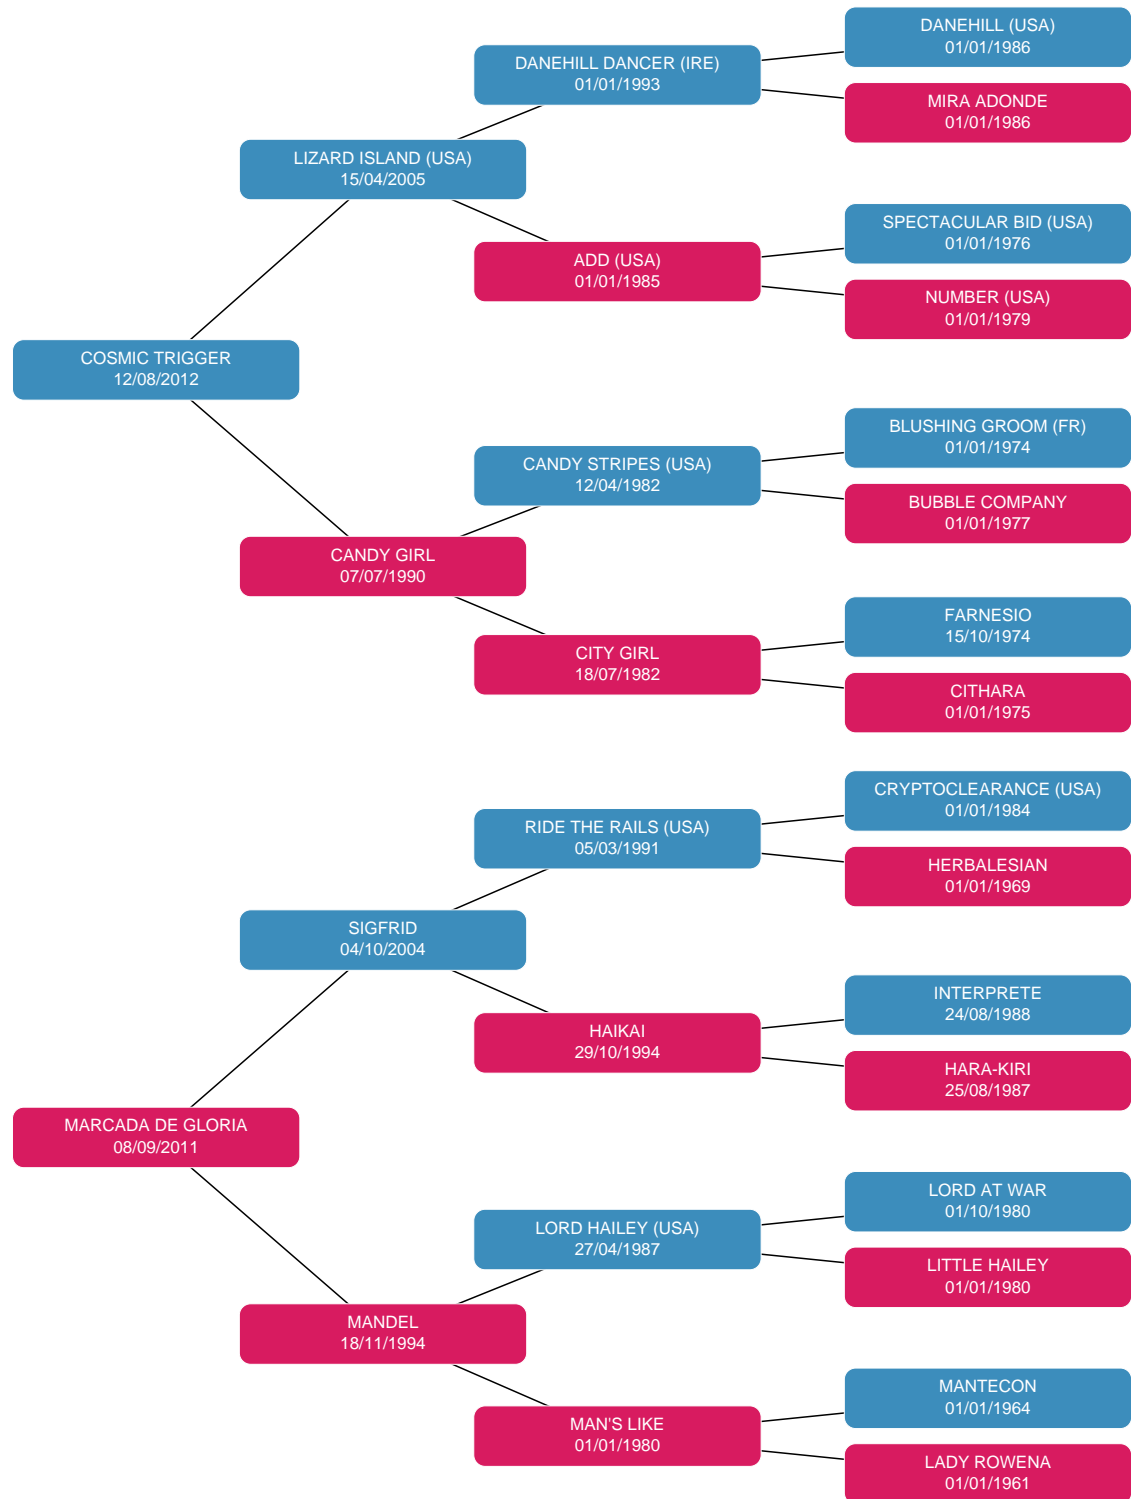 DANEHILL (USA)
01/01/1986
DANEHILL DANCER (IRE)
01/01/1993
MIRA ADONDE
01/01/1986
LIZARD ISLAND (USA)
15/04/2005
SPECTACULAR BID (USA)
01/01/1976
ADD (USA)
01/01/1985
NUMBER (USA)
01/01/1979
COSMIC TRIGGER
12/08/2012
BLUSHING GROOM (FR)
01/01/1974
CANDY STRIPES (USA)
12/04/1982
BUBBLE COMPANY
01/01/1977
CANDY GIRL
07/07/1990
FARNESIO
15/10/1974
CITY GIRL
18/07/1982
CITHARA
01/01/1975
CRYPTOCLEARANCE (USA)
01/01/1984
RIDE THE RAILS (USA)
05/03/1991
HERBALESIAN
01/01/1969
SIGFRID
04/10/2004
INTERPRETE
24/08/1988
HAIKAI
29/10/1994
HARA-KIRI
25/08/1987
MARCADA DE GLORIA
08/09/2011
LORD AT WAR
01/10/1980
LORD HAILEY (USA)
27/04/1987
LITTLE HAILEY
01/01/1980
MANDEL
18/11/1994
MANTECON
01/01/1964
MAN'S LIKE
01/01/1980
LADY ROWENA
01/01/1961